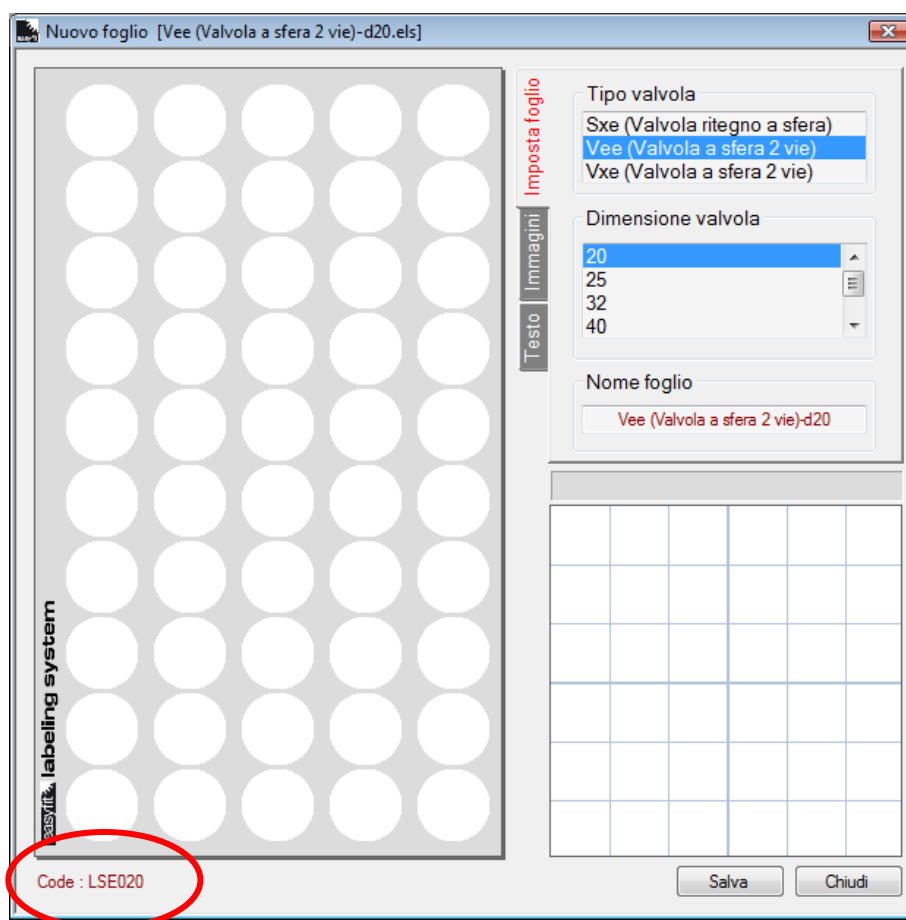 Nuovo foglio [Vee (Valvola a sfera 2 vie)-d20.els]
Imposta foglio
Immagini
Testo
Tipo valvola
Sxe (Valvola ritegno a sfera)
Vee (Valvola a sfera 2 vie)
Vxe (Valvola a sfera 2 vie)
Dimensione valvola
20
25
32
40
Nome foglio
Vee (Valvola a sfera 2 vie)-d20
easyfit labeling system
Code : LSE020
Salva
Chiudi